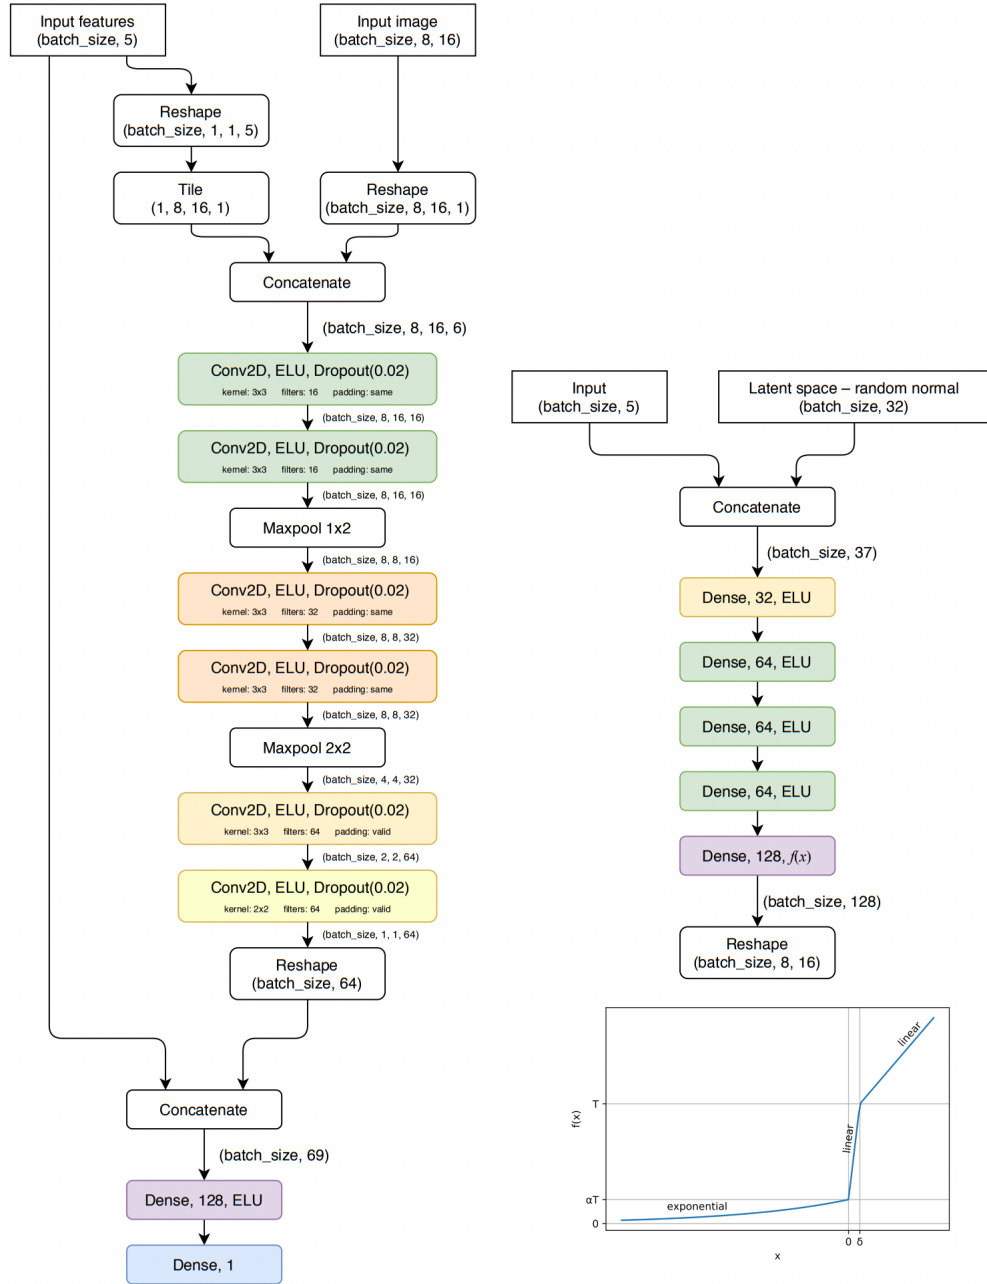 Input features
(batch_size, 5)
Input image
(batch_size, 8, 16)
Reshape
(batch_size, 1, 1, 5)
Tile
(1, 8, 16, 1)
Reshape
(batch_size, 8, 16, 1)
Concatenate
(batch_size, 8, 16, 6)
Conv2D, ELU, Dropout(0.02)
kernel: 3x3 filters: 16 padding: same
(batch_size, 8, 16, 16)
Conv2D, ELU, Dropout(0.02)
kernel: 3x3 filters: 16 padding: same
(batch_size, 8, 16, 16)
Maxpool 1x2
(batch_size, 8, 8, 16)
Conv2D, ELU, Dropout(0.02)
kernel: 3x3 filters: 32 padding: same
(batch_size, 8, 8, 32)
Conv2D, ELU, Dropout(0.02)
kernel: 3x3 filters: 32 padding: same
(batch_size, 8, 8, 32)
Maxpool 2x2
(batch_size, 4, 4, 32)
Conv2D, ELU, Dropout(0.02)
kernel: 3x3 filters: 64 padding: valid
(batch_size, 2, 2, 64)
Conv2D, ELU, Dropout(0.02)
kernel: 2x2 filters: 64 padding: valid
(batch_size, 1, 1, 64)
Reshape
(batch_size, 64)
Concatenate
(batch_size, 69)
Dense, 128, ELU
Dense, 1
Input
(batch_size, 5)
Latent space – random normal
(batch_size, 32)
Concatenate
(batch_size, 37)
Dense, 32, ELU
Dense, 64, ELU
Dense, 64, ELU
Dense, 64, ELU
Dense, 128, f(x)
(batch_size, 128)
Reshape
(batch_size, 8, 16)
linear
T
f(x)
linear
αT
exponential
0
0 δ
x